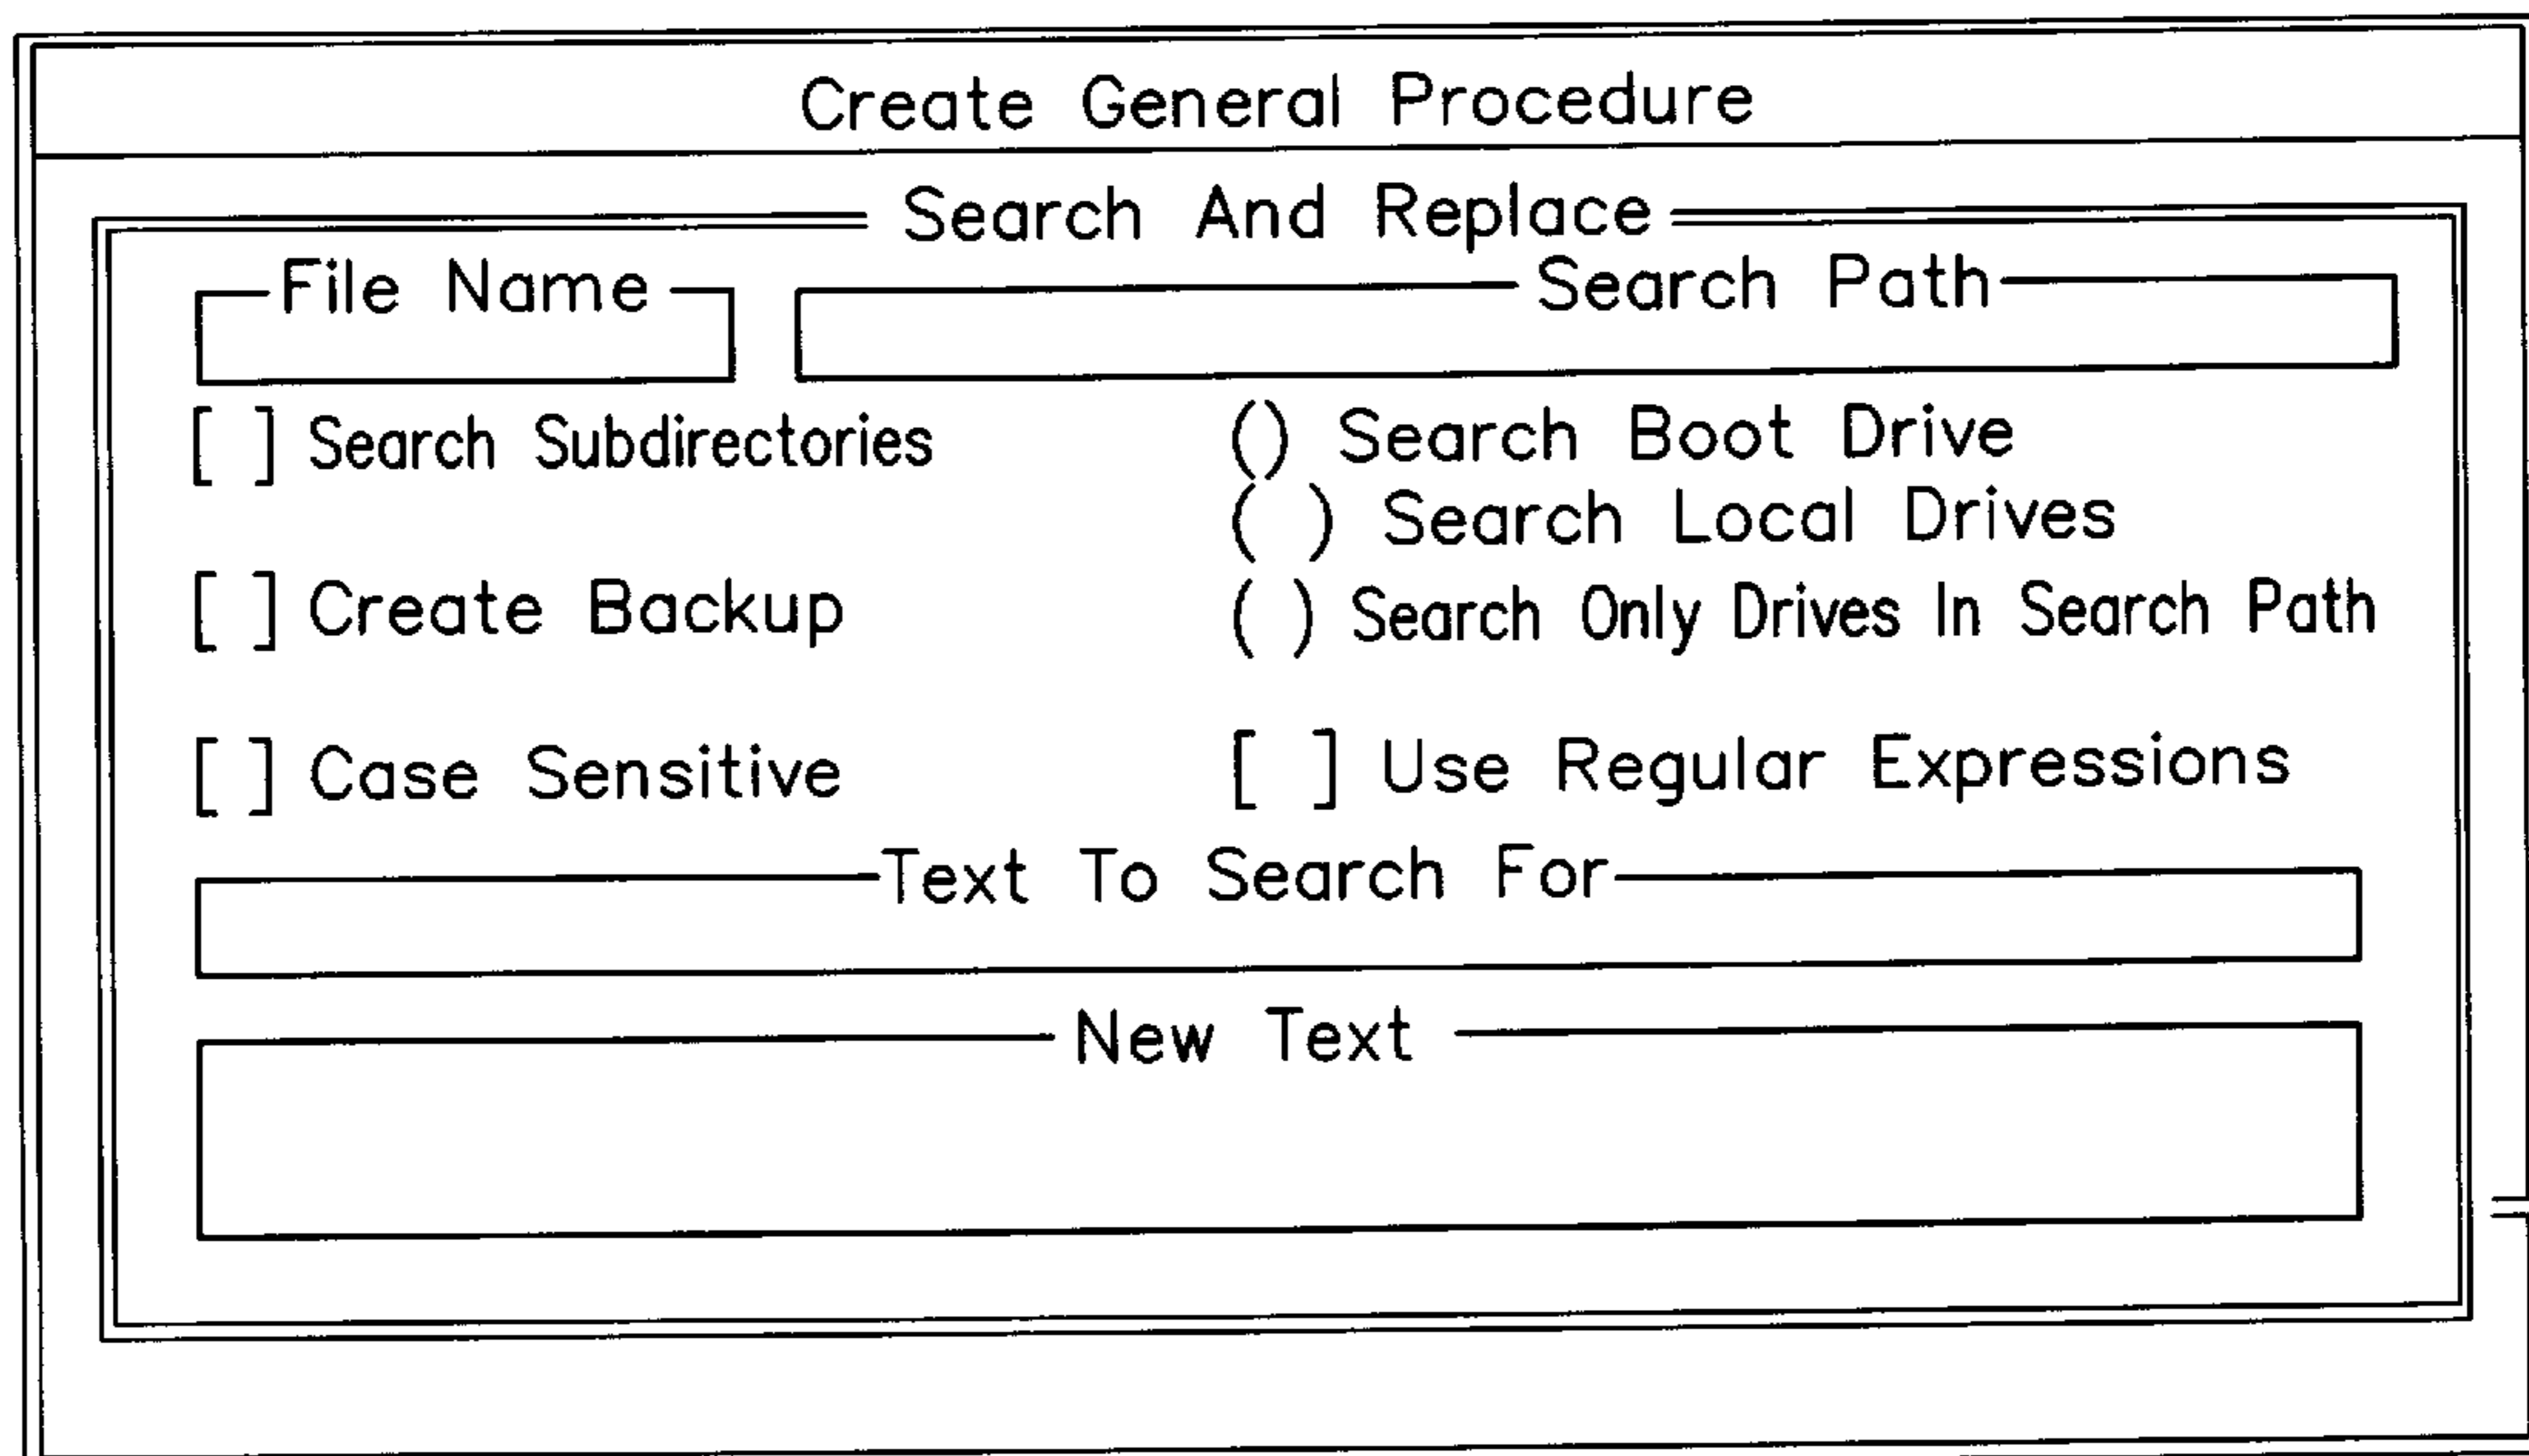 Create General Procedure
Search And Replace
File Name Search Path
[ ] Search Subdirectories () Search Boot Drive
( ) Search Local Drives
[ ] Create Backup ( ) Search Only Drives In Search Path
[ ] Case Sensitive [ ] Use Regular Expressions
Text To Search For
New Text